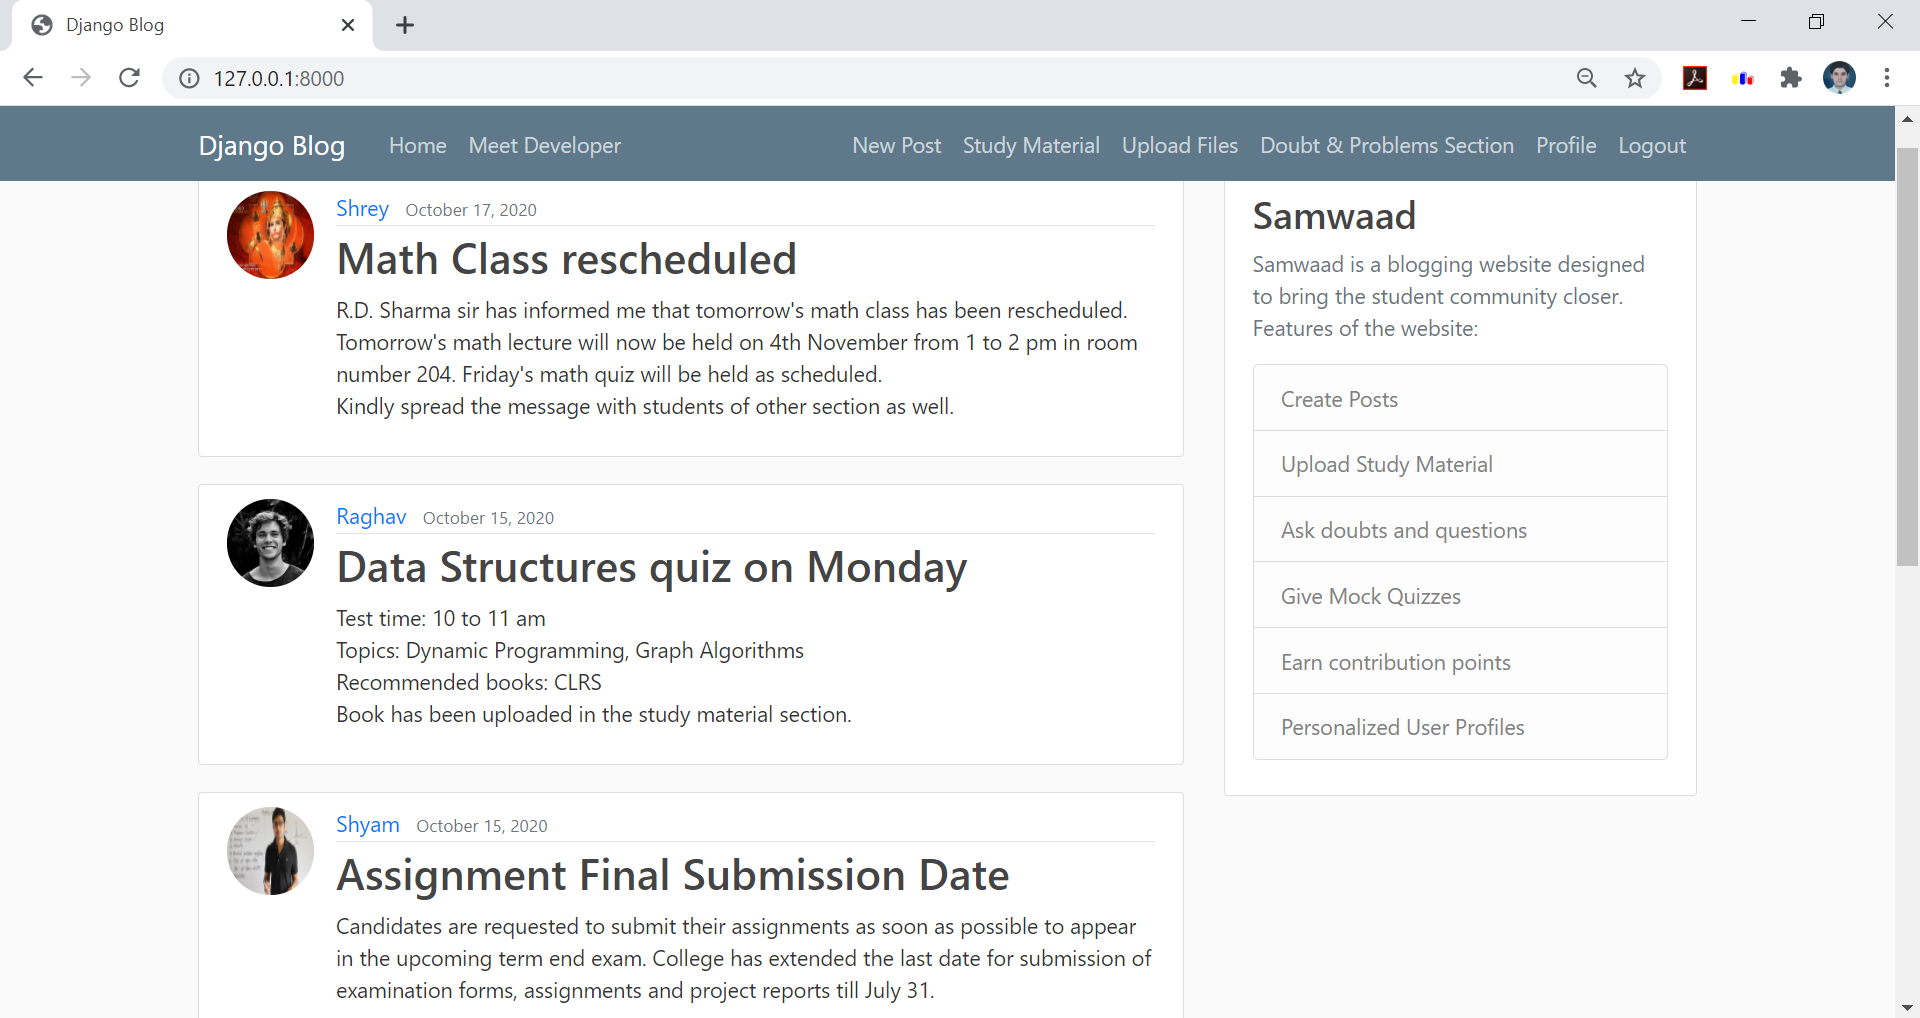 Django Blog
127.0.0.1:8000
Django Blog Home Meet Developer New Post Study Material Upload Files Doubt & Problems Section Profile Logout
Shrey October 17, 2020
Math Class rescheduled
R.D. Sharma sir has informed me that tomorrow's math class has been rescheduled.
Tomorrow's math lecture will now be held on 4th November from 1 to 2 pm in room
number 204. Friday's math quiz will be held as scheduled.
Kindly spread the message with students of other section as well.
Raghav October 15, 2020
Data Structures quiz on Monday
Test time: 10 to 11 am
Topics: Dynamic Programming, Graph Algorithms
Recommended books: CLRS
Book has been uploaded in the study material section.
Shyam October 15, 2020
Assignment Final Submission Date
Candidates are requested to submit their assignments as soon as possible to appear
in the upcoming term end exam. College has extended the last date for submission of
examination forms, assignments and project reports till July 31.
Samwaad
Samwaad is a blogging website designed
to bring the student community closer.
Features of the website:
Create Posts
Upload Study Material
Ask doubts and questions
Give Mock Quizzes
Earn contribution points
Personalized User Profiles